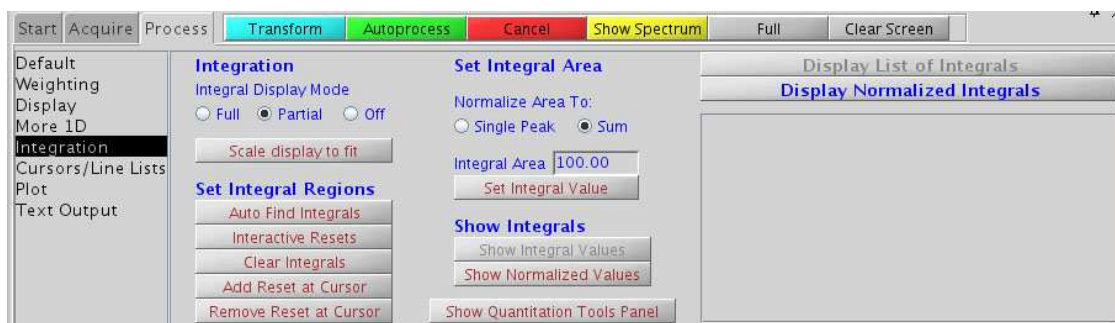 Start Acquire Process Transform Autoprocess Cancel Show Spectrum Full Clear Screen
Default
Weighting
Display
More 1D
Integration
Cursors/Line Lists
Plot
Text Output
Integration
Integral Display Mode
Full Partial Off
Scale display to fit
Set Integral Regions
Auto Find Integrals
Interactive Resets
Clear Integrals
Add Reset at Cursor
Remove Reset at Cursor
Set Integral Area
Normalize Area To:
Single Peak Sum
Integral Area 100.00
Set Integral Value
Show Integrals
Show Integral Values
Show Normalized Values
Show Quantitation Tools Panel
Display List of Integrals
Display Normalized Integrals